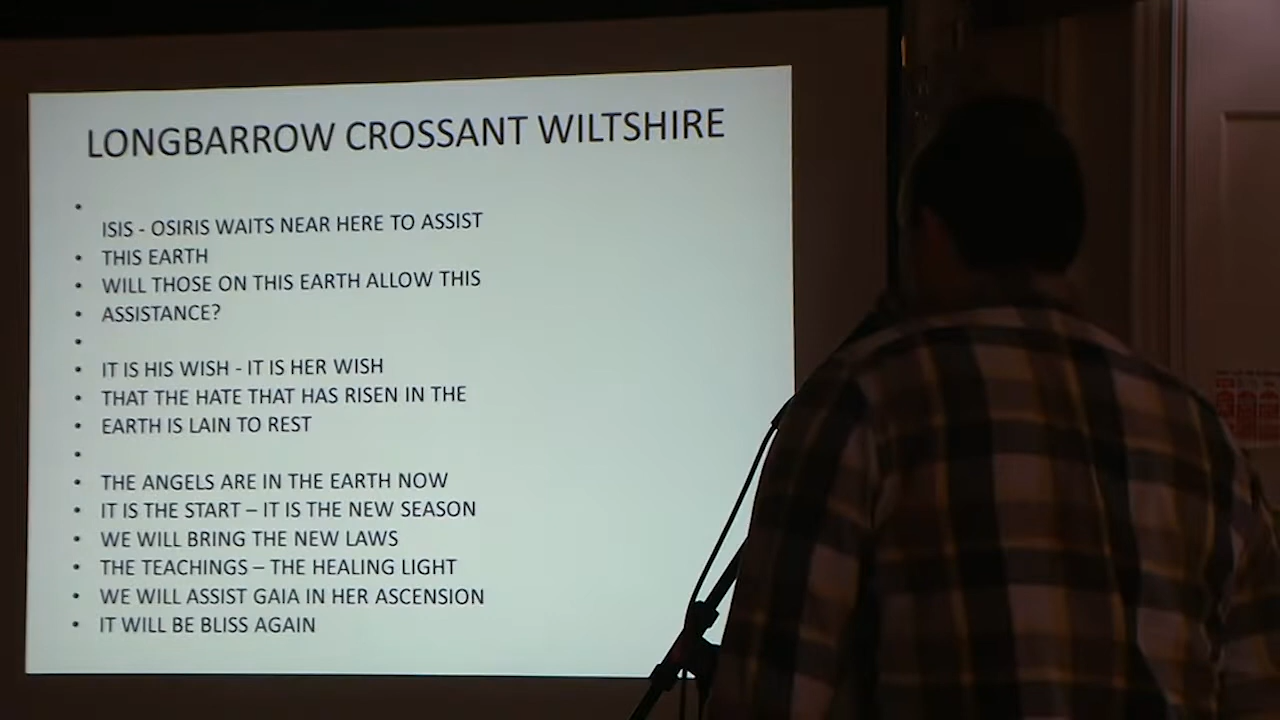 LONGBARROW CROSSANT WILTSHIRE
•
ISIS - OSIRIS WAITS NEAR HERE TO ASSIST
• THIS EARTH
• WILL THOSE ON THIS EARTH ALLOW THIS
• ASSISTANCE?
•
IT IS HIS WISH - IT IS HER WISH
• THAT THE HATE THAT HAS RISEN IN THE
• EARTH IS LAIN TO REST
•
• THE ANGELS ARE IN THE EARTH NOW
• IT IS THE START – IT IS THE NEW SEASON
• WE WILL BRING THE NEW LAWS
• THE TEACHINGS – THE HEALING LIGHT
• WE WILL ASSIST GAIA IN HER ASCENSION
• IT WILL BE BLISS AGAIN